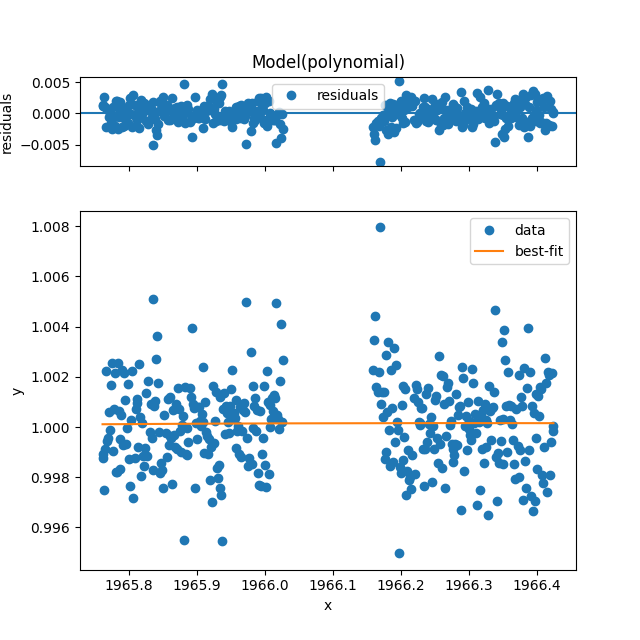 Model(polynomial)
residuals
0.005
0.000
−0.005
residuals
data
best-fit
y
1.008
1.006
1.004
1.002
1.000
0.998
0.996
1965.8 1965.9 1966.0 1966.1 1966.2 1966.3 1966.4
x